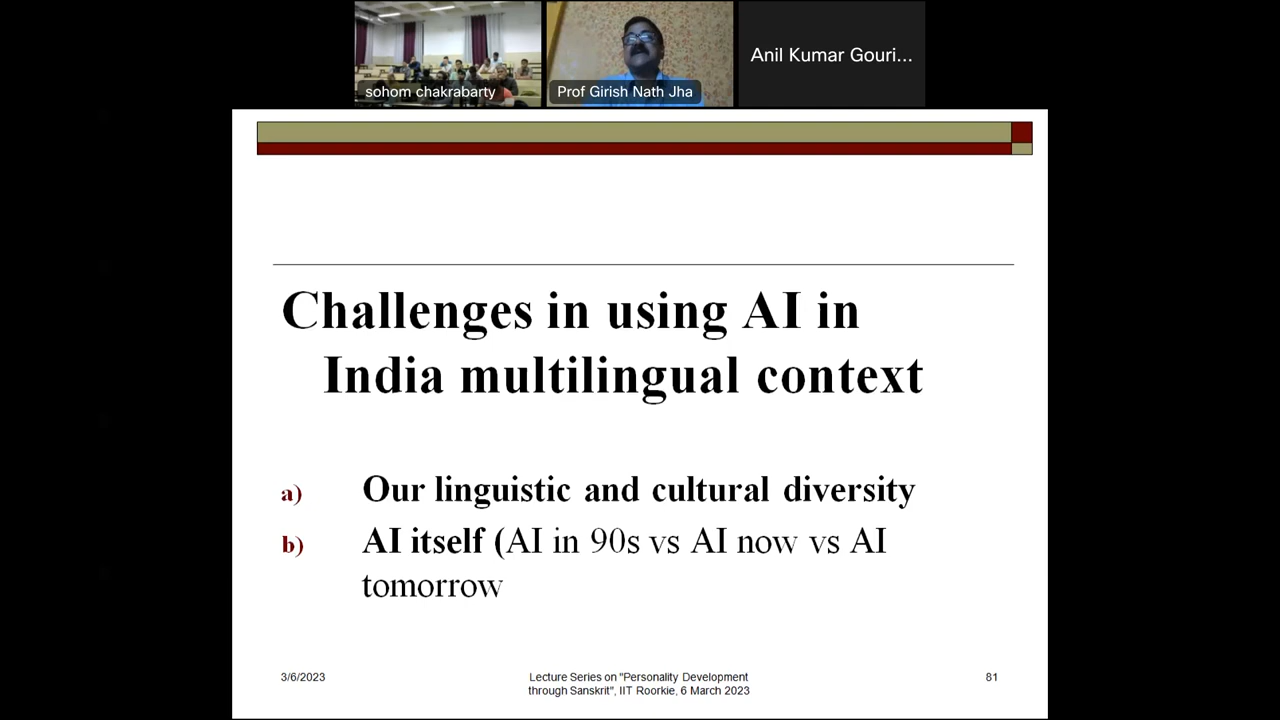 sohom chakrabarty
Prof Girish Nath Jha
Anil Kumar Gouri...
Challenges in using AI in
India multilingual context
a) Our linguistic and cultural diversity
b) AI itself (AI in 90s vs AI now vs AI
tomorrow
3/6/2023
Lecture Series on "Personality Development
through Sanskrit", IIT Roorkie, 6 March 2023
81